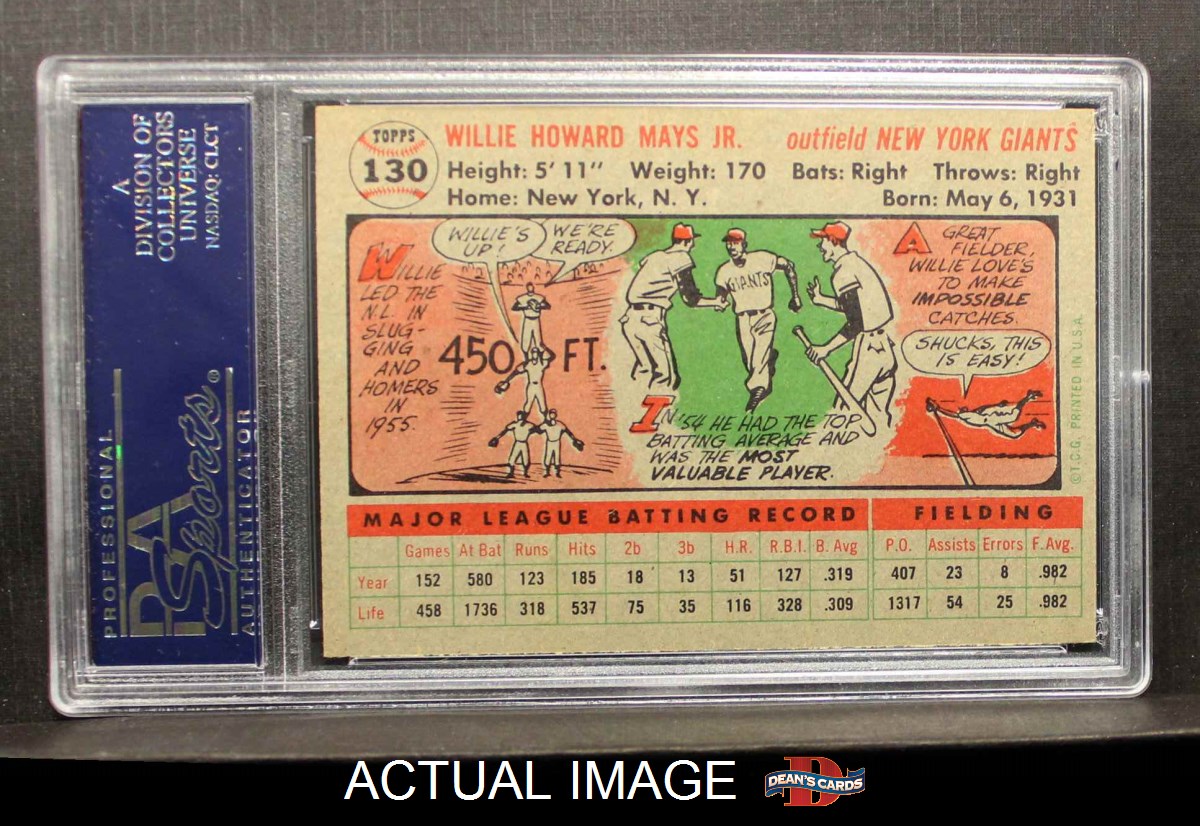 A
DIVISION OF
COLLECTORS
UNIVERSE
NASDAQ: CLCT
PROFESSIONAL
PSA
Sports®
AUTHENTICATOR
TOPPS
130
WILLIE HOWARD MAYS JR. outfield NEW YORK GIANTS
Height: 5' 11" Weight: 170 Bats: Right Throws: Right
Home: New York, N. Y. Born: May 6, 1931
WILLIE'S
UP!
WE'RE
READY.
WILLIE
LED THE
N.L. IN
SLUG-
GING
AND
HOMERS
IN
1955.
450 FT.
GIANTS
IN '54 HE HAD THE TOP
BATTING AVERAGE AND
WAS THE MOST
VALUABLE PLAYER.
A GREAT
FIELDER,
WILLIE LOVE'S
TO MAKE
IMPOSSIBLE
CATCHES.
SHUCKS, THIS
IS EASY!
© T.C.G. PRINTED IN U.S.A.
MAJOR LEAGUE BATTING RECORD FIELDING
Games At Bat Runs Hits 2b 3b H.R. R.B.I. B. Avg P.O. Assists Errors F. Avg.
Year 152 580 123 185 18 13 51 127 .319 407 23 8 .982
Life 458 1736 318 537 75 35 116 328 .309 1317 54 25 .982
ACTUAL IMAGE
D
DEAN'S CARDS